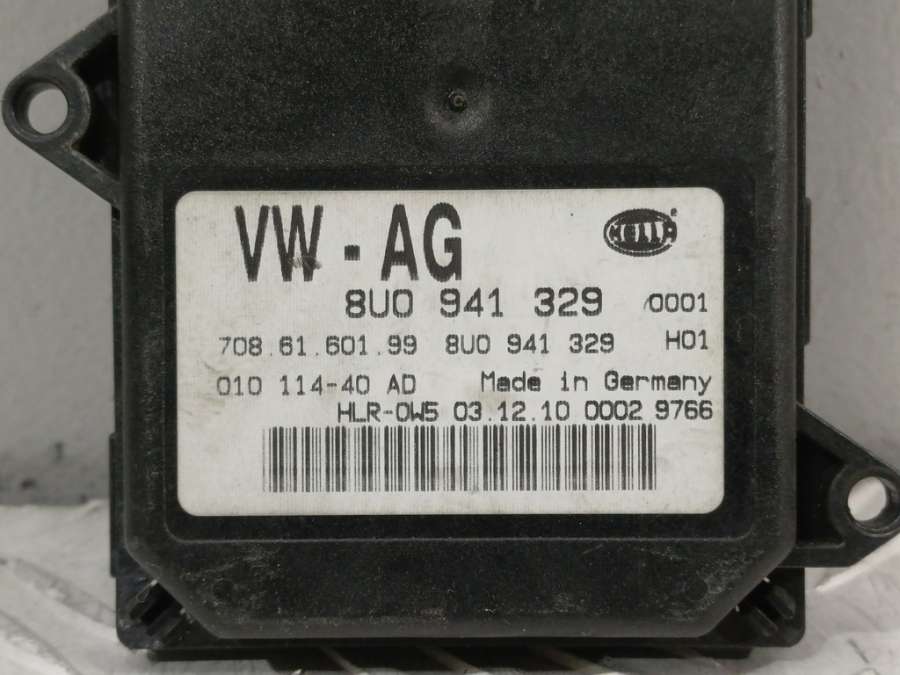 VW - AG
HELLA ®
8U0 941 329 /0001
708.61.601.99 8U0 941 329 H01
010 114-40 AD Made in Germany
HLR-0W5 03.12.10 0002 9766